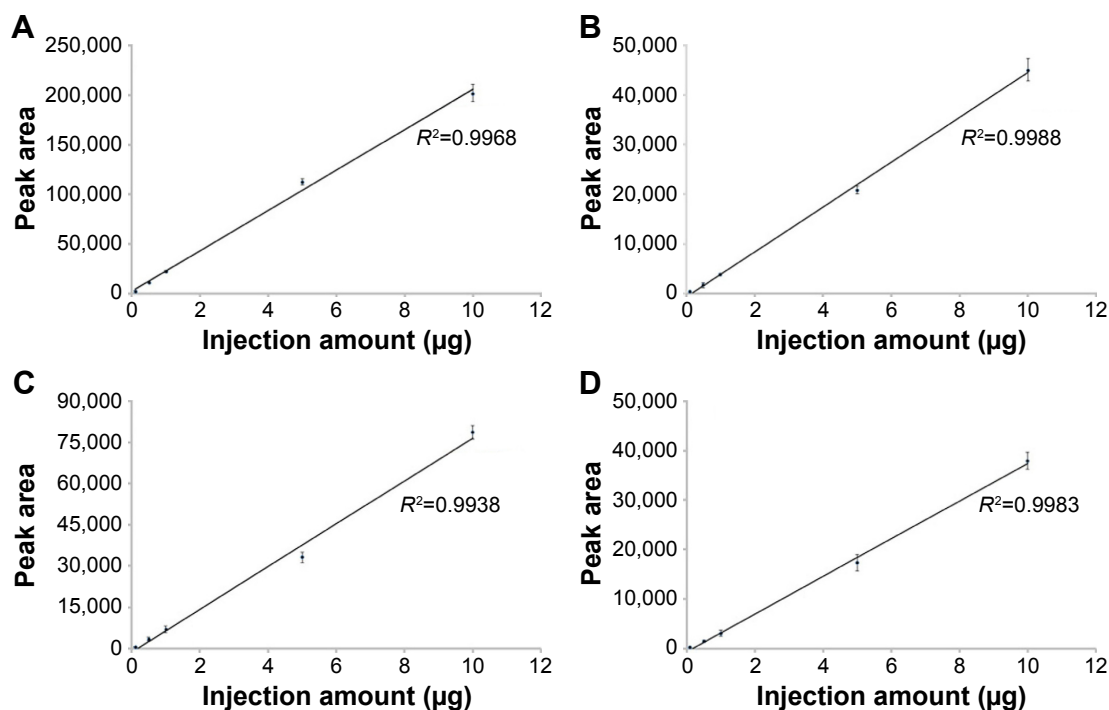 A
250,000
200,000
150,000
100,000
50,000
0
Peak area
R²=0.9968
0 2 4 6 8 10 12
Injection amount (µg)
B
50,000
40,000
30,000
20,000
10,000
0
Peak area
R²=0.9988
0 2 4 6 8 10 12
Injection amount (µg)
C
90,000
75,000
60,000
45,000
30,000
15,000
0
Peak area
R²=0.9938
0 2 4 6 8 10 12
Injection amount (µg)
D
50,000
40,000
30,000
20,000
10,000
0
Peak area
R²=0.9983
0 2 4 6 8 10 12
Injection amount (µg)